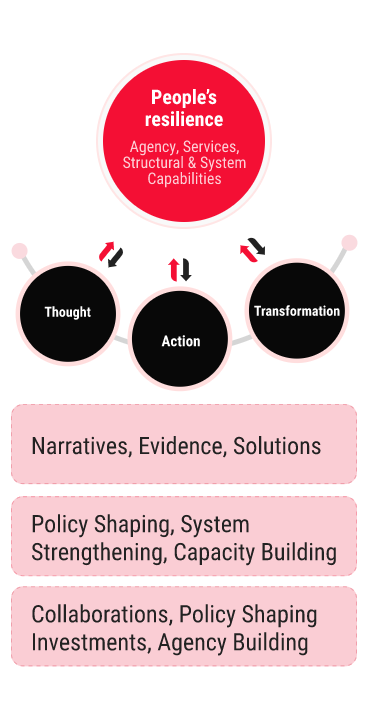 People's
resilience
Agency, Services,
Structural & System
Capabilities
Thought
Action
Transformation
Narratives, Evidence, Solutions
Policy Shaping, System
Strengthening, Capacity Building
Collaborations, Policy Shaping
Investments, Agency Building